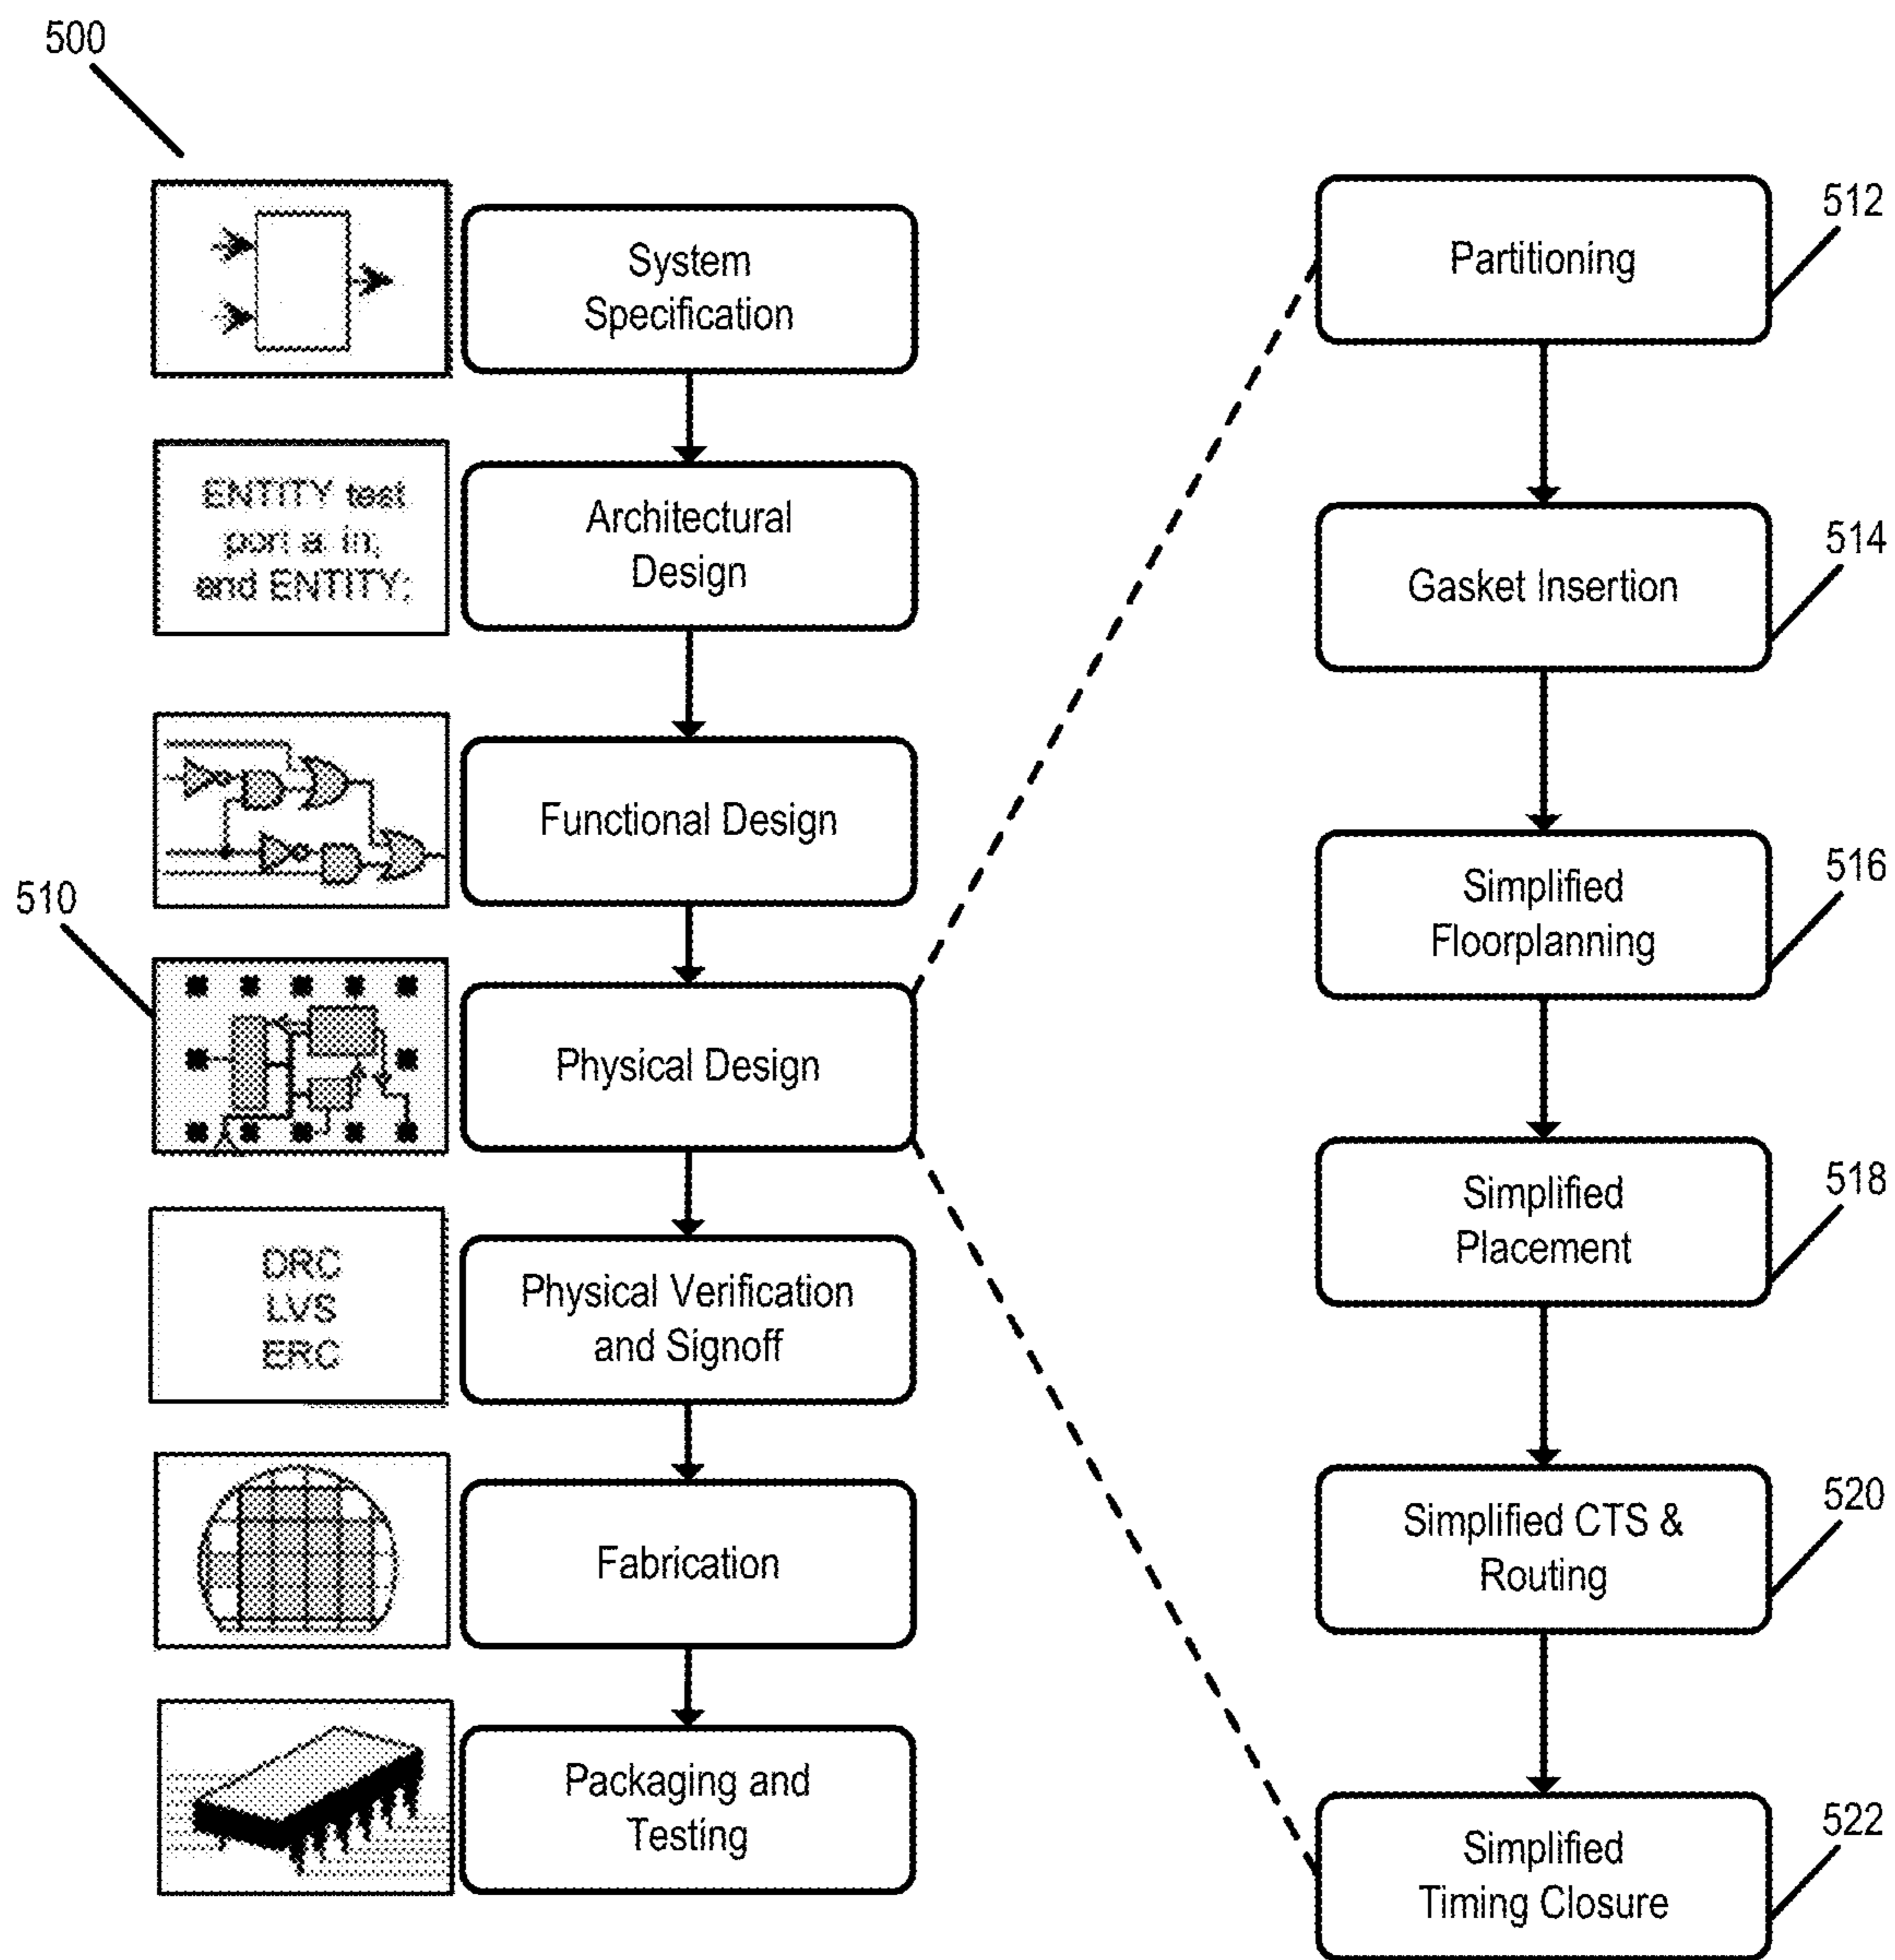 500
System
Specification
ENTITY test
port a: in;
end ENTITY;
Architectural
Design
Functional Design
510
Physical Design
DRC
LVS
ERC
Physical Verification
and Signoff
Fabrication
Packaging and
Testing
Partitioning
512
Gasket Insertion
514
Simplified
Floorplanning
516
Simplified
Placement
518
Simplified CTS &
Routing
520
Simplified
Timing Closure
522